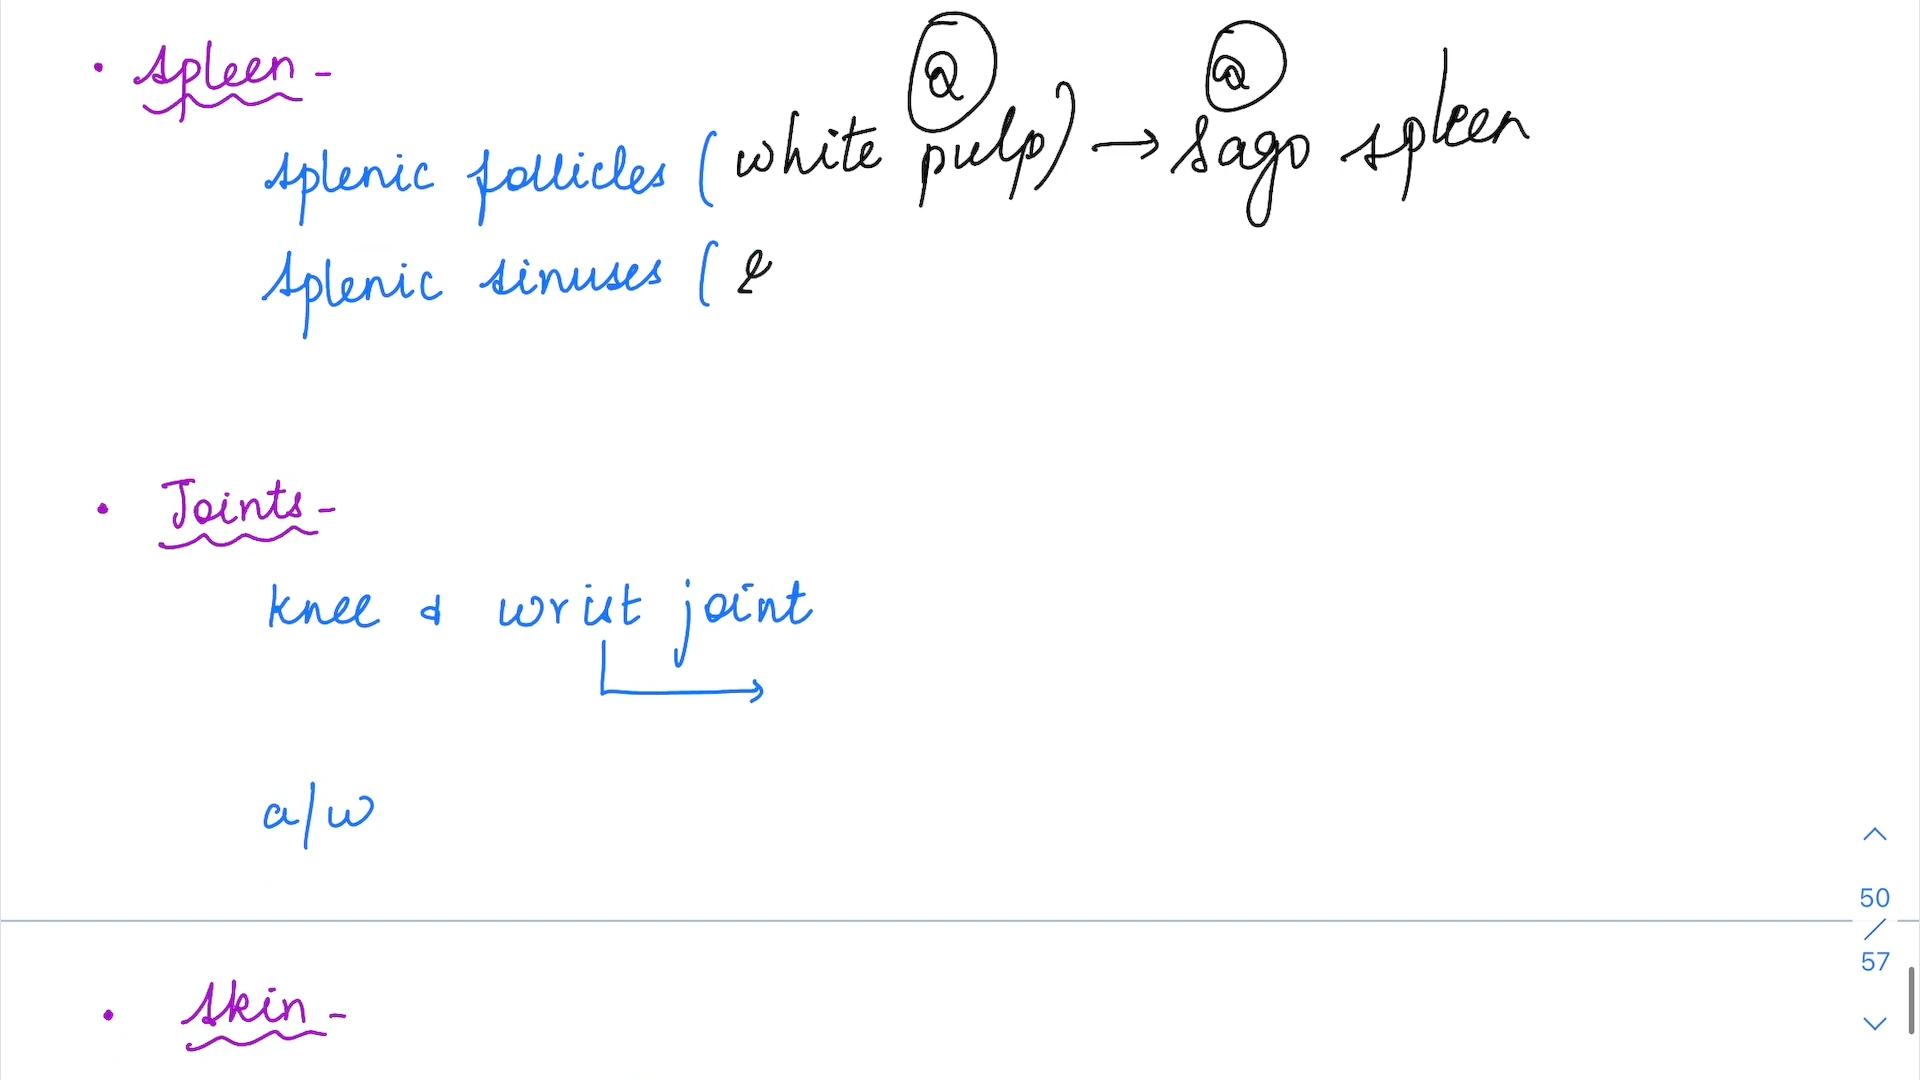 • Spleen -
Q Q
splenic follicles (white pulp) → sago spleen
splenic sinuses (
• Joints -
knee & wrist joint
a/w
50
/
57
• Skin -